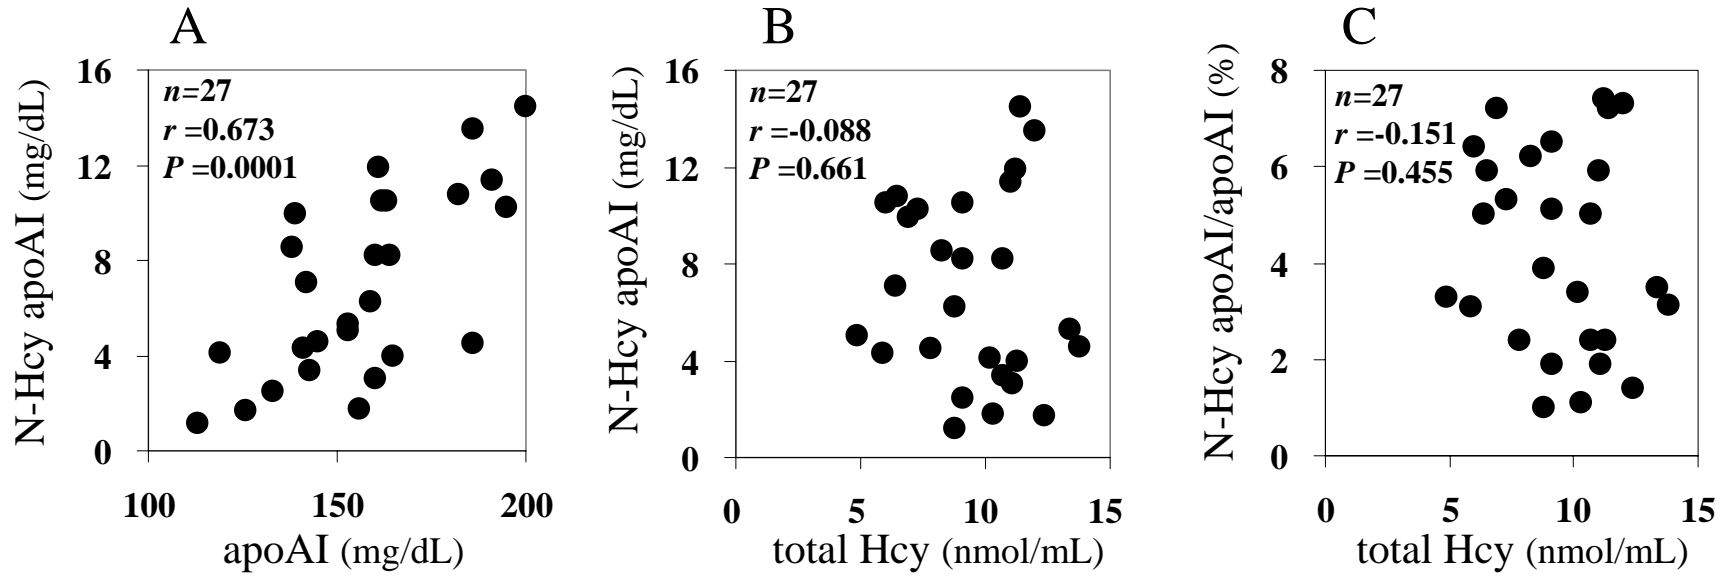 A
N-Hcy apoAI (mg/dL)
16
12
8
4
0
n=27
r =0.673
P =0.0001
100 150 200
apoAI (mg/dL)
B
N-Hcy apoAI (mg/dL)
16
12
8
4
0
n=27
r =-0.088
P =0.661
0 5 10 15
total Hcy (nmol/mL)
C
N-Hcy apoAI/apoAI (%)
8
6
4
2
0
n=27
r =-0.151
P =0.455
0 5 10 15
total Hcy (nmol/mL)